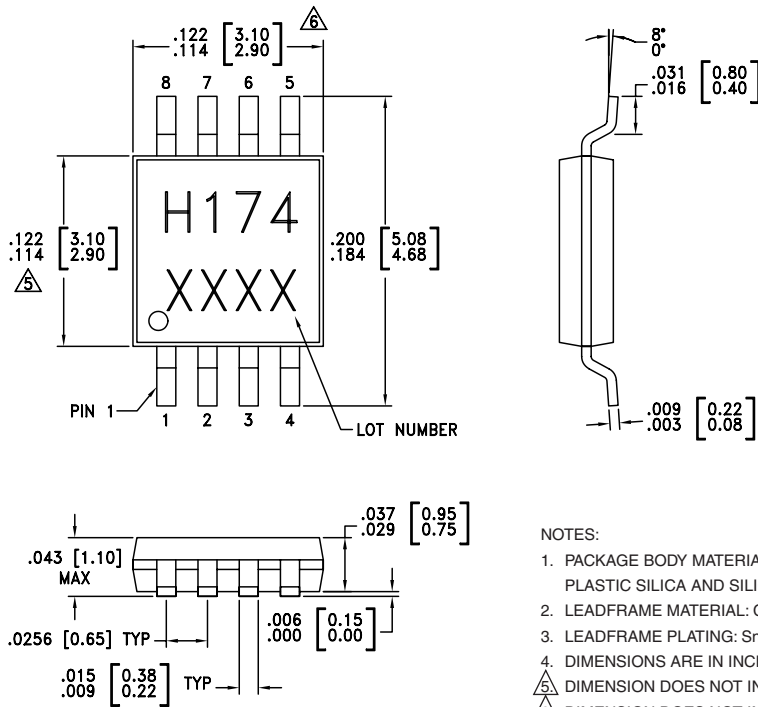 .122 [3.10]
.114 [2.90]
6
8 7 6 5
H174
XXXX
.122 [3.10]
.114 [2.90]
5
.200 [5.08]
.184 [4.68]
PIN 1
1 2 3 4
LOT NUMBER
8°
0°
.031 [0.80]
.016 [0.40]
.009 [0.22]
.003 [0.08]
.037 [0.95]
.029 [0.75]
.043 [1.10]
MAX
.0256 [0.65] TYP
.006 [0.15]
.000 [0.00]
.015 [0.38]
.009 [0.22]
TYP
NOTES:
1. PACKAGE BODY MATERIA
PLASTIC SILICA AND SILI
2. LEADFRAME MATERIAL: 
3. LEADFRAME PLATING: Sn
4. DIMENSIONS ARE IN INC
5. DIMENSION DOES NOT IN